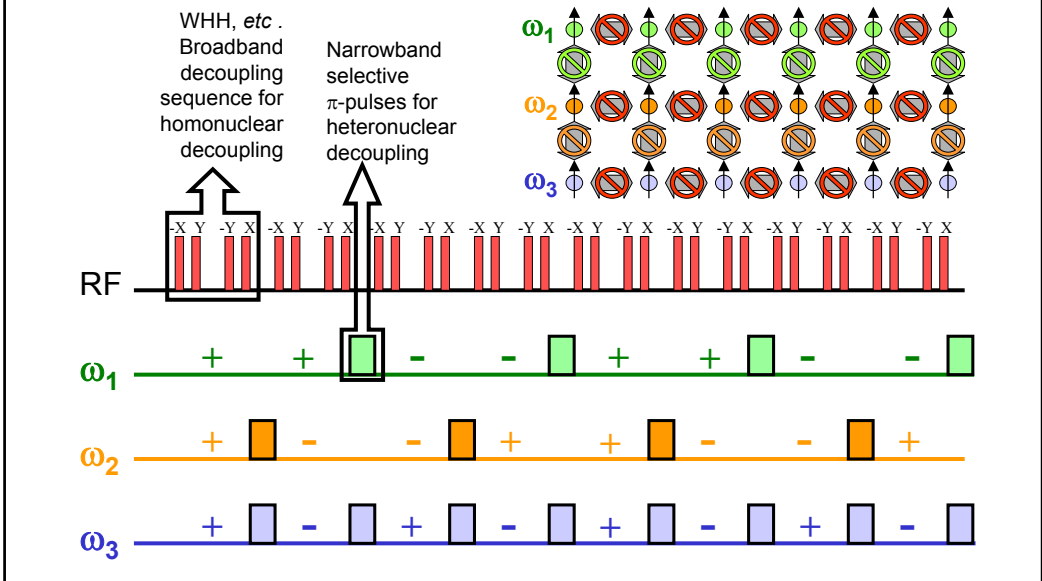 WHH, etc .
Broadband
decoupling
sequence for
homonuclear
decoupling
Narrowband
selective
π-pulses for
heteronuclear
decoupling
ω1
ω2
ω3
-X Y -Y X -X Y -Y X -X Y -Y X -X Y -Y X -X Y -Y X -X Y -Y X -X Y -Y X -X Y -Y X
RF
ω1 + + - - + + - -
ω2 + - - + + - - +
ω3 + - + - + - + -